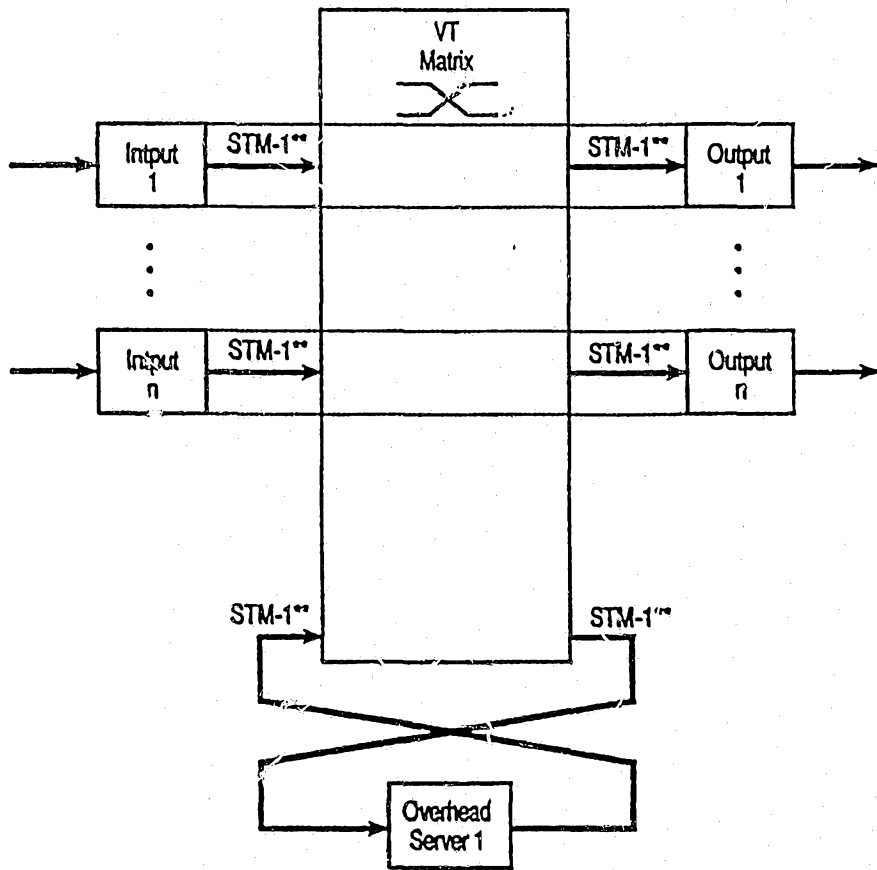 VT
Matrix
Intput
1
STM-1**
STM-1**
Output
1
Intput
n
STM-1**
STM-1**
Output
n
STM-1**
STM-1**
Overhead
Server 1